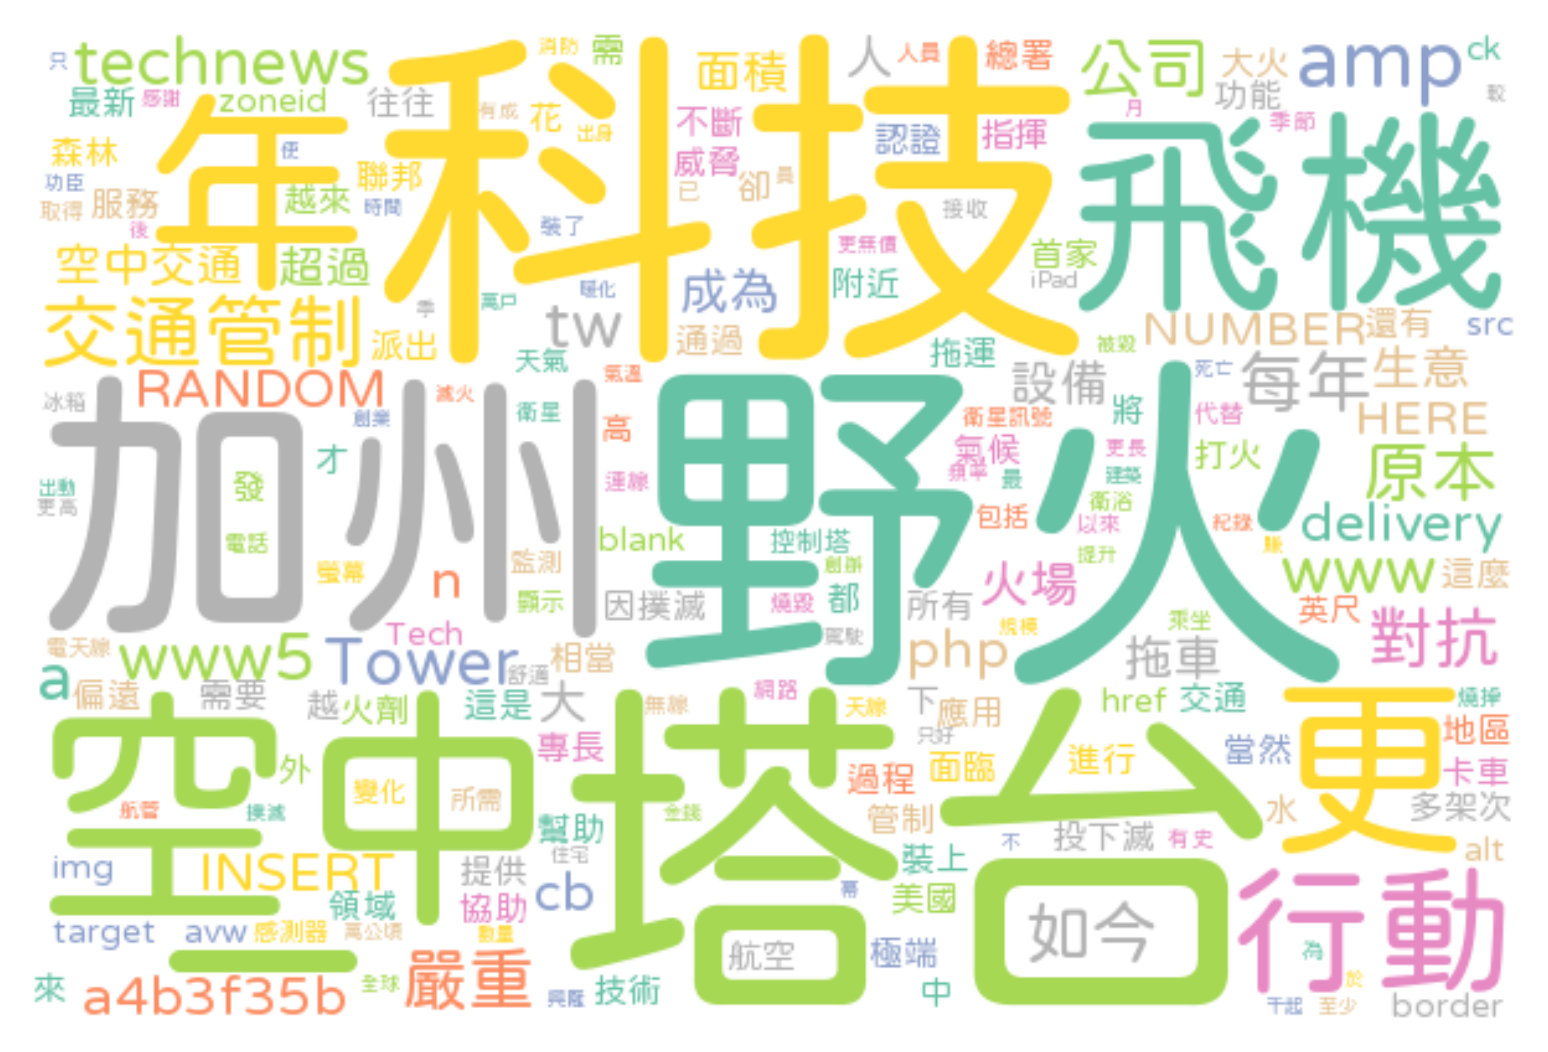 只 technews 科技 消防 需 面積 人 人員 總署 公司 大火 amp ck
最新 感謝 zoneid 往往 有成 花 出身 不斷 認證 指揮 月 功能 季節 較
年 飛機
森林 便 聯邦 威脅 卻 員
功臣 取得 服務 越來 時間 已 接收
後 裝了 更無價
空中交通 超過 暖化 成為 附近 首家 iPad
交通管制 季 萬戶 tw 通過 NUMBER 還有 src
派出 天氣 拖運 被毀
RANDOM 滅火 氣溫 設備 死亡 每年 生意
冰箱 創業 衛星 高 衛星訊號 將 代替 HERE
加州 野火
才 氣候 更長 打火 原本
出動 更高 發 連線 頻率 最 建築 衛浴
電話 blank 控制塔 包括 以來 紀錄 delivery
螢幕 n 監測 創辦 提升 賺 www 這麼
顯示 因撲滅 燒毀 都 所有 火場 英尺
電天線 www5 Tech 駕駛 規模 乘坐 對抗
a Tower 舒適 相當 php 拖車
偏遠 需要 越 火劑 這是 大 無線 網路 天線 下 應用 href 交通 燒掉
空中塔台 更
外 專長 只好 當然 地區
變化 所需 過程 面臨 進行 卡車
航管 撲滅 幫助 金錢 管制 水 多架次
img INSERT 提供 住宅 裝上 不 投下滅 有史 alt
領域 協助 cb 幕 美國 如今 行動
target avw 感測器 萬公頃 數量 航空 極端 為
來 a4b3f35b 全球 嚴重 興隆 技術 中 於 千起 至少 border